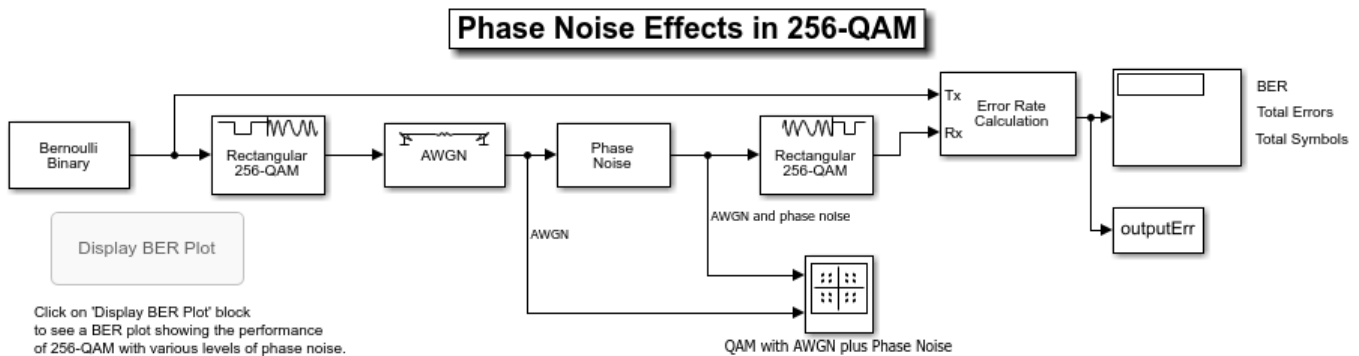 Phase Noise Effects in 256-QAM
Bernoulli
Binary
Rectangular
256-QAM
AWGN
Phase
Noise
Rectangular
256-QAM
Tx
Rx
Error Rate
Calculation
BER
Total Errors
Total Symbols
outputErr
AWGN
AWGN and phase noise
Display BER Plot
Click on 'Display BER Plot' block
to see a BER plot showing the performance
of 256-QAM with various levels of phase noise.
QAM with AWGN plus Phase Noise